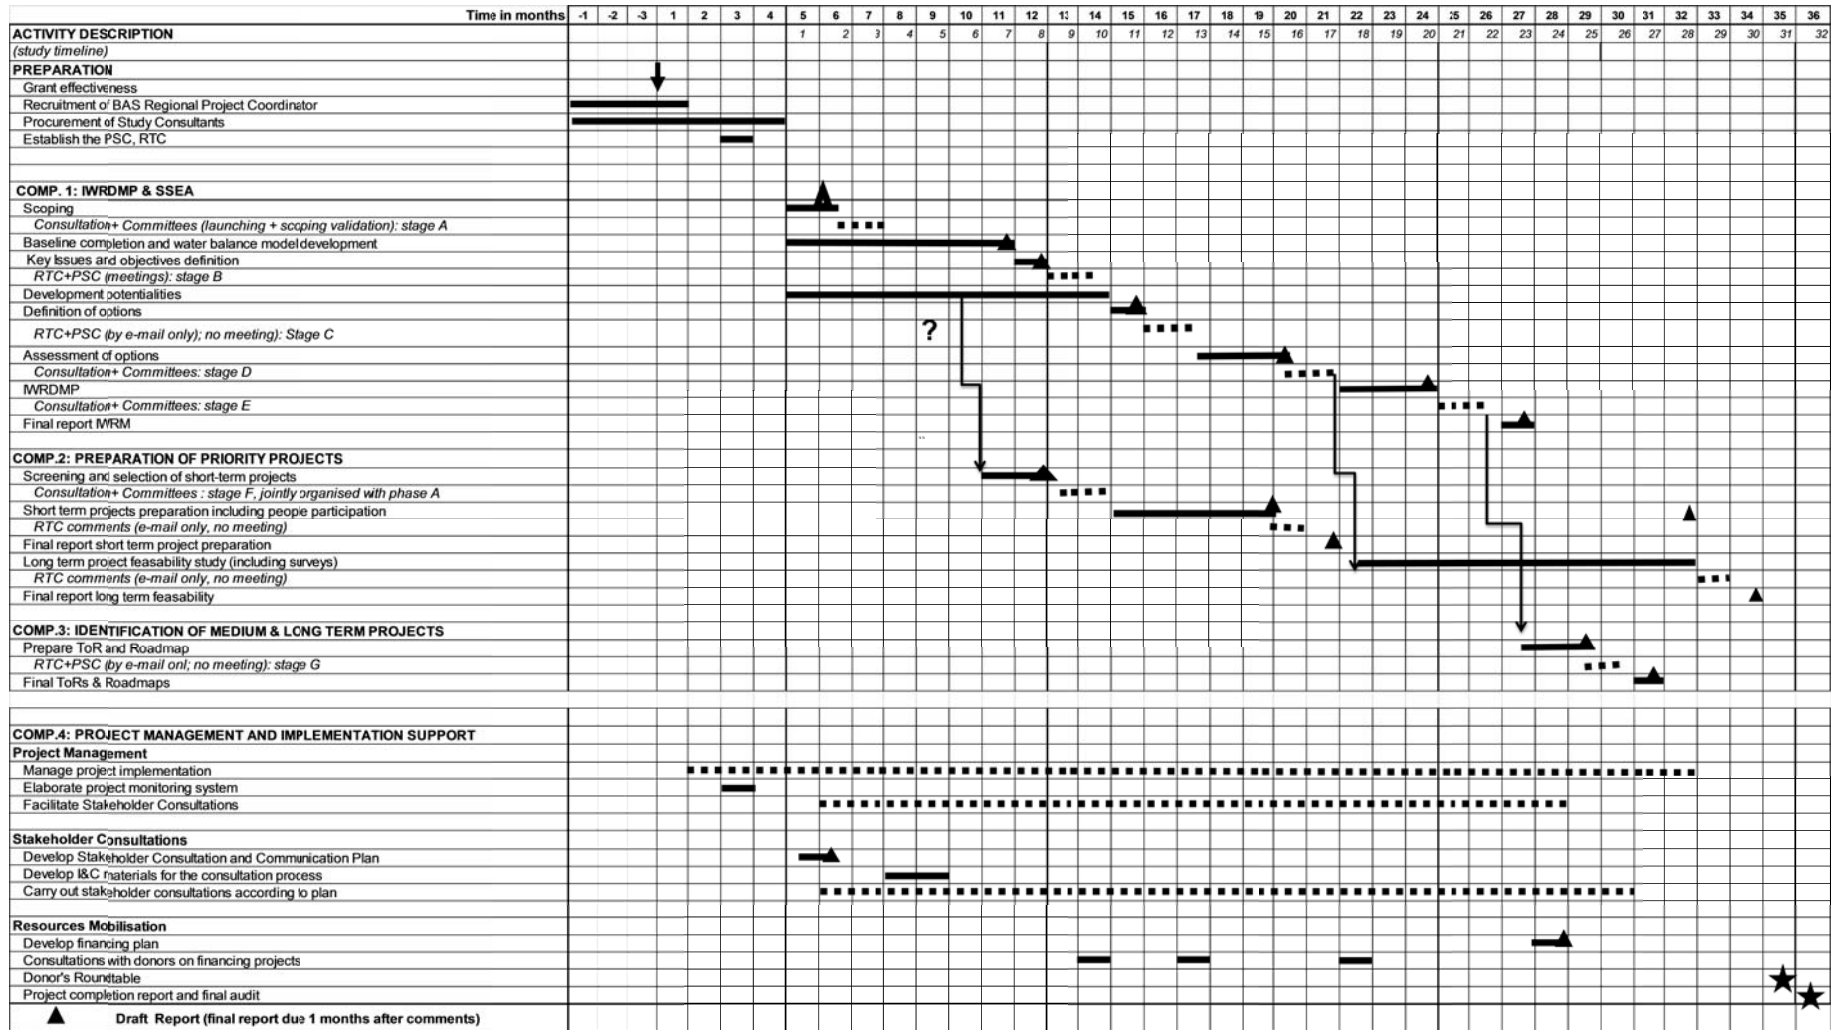 Time in months -1 -2 -3 1 2 3 4 5 6 7 8 9 10 11 12 13 14 15 16 17 18 19 20 21 22 23 24 25 26 27 28 29 30 31 32 33 34 35 36
ACTIVITY DESCRIPTION 1 2 3 4 5 6 7 8 9 10 11 12 13 14 15 16 17 18 19 20 21 22 23 24 25 26 27 28 29 30 31 32
(study timeline)
PREPARATION
Grant effectiveness
Recruitment of BAS Regional Project Coordinator
Procurement of Study Consultants
Establish the PSC, RTC
COMP. 1: IWRDMP & SSEA
Scoping
Consultation+ Committees (launching + scoping validation): stage A
Baseline completion and water balance model development
Key Issues and objectives definition
RTC+PSC (meetings): stage B
Development potentialities
Definition of options
?
RTC+PSC (by e-mail only); no meeting): Stage C
Assessment of options
Consultation+ Committees: stage D
IWRDMP
Consultation+ Committees: stage E
Final report IWRM
COMP.2: PREPARATION OF PRIORITY PROJECTS
Screening and selection of short-term projects
Consultation+ Committees : stage F, jointly organised with phase A
Short term projects preparation including people participation
RTC comments (e-mail only, no meeting)
Final report short term project preparation
Long term project feasability study (including surveys)
RTC comments (e-mail only, no meeting)
Final report long term feasability
COMP.3: IDENTIFICATION OF MEDIUM & LONG TERM PROJECTS
Prepare ToR and Roadmap
RTC+PSC (by e-mail onl; no meeting): stage G
Final ToRs & Roadmaps
COMP.4: PROJECT MANAGEMENT AND IMPLEMENTATION SUPPORT
Project Management
Manage project implementation
Elaborate project monitoring system
Facilitate Stakeholder Consultations
Stakeholder Consultations
Develop Stakeholder Consultation and Communication Plan
Develop I&C materials for the consultation process
Carry out stakeholder consultations according to plan
Resources Mobilisation
Develop financing plan
Consultations with donors on financing projects
Donor's Roundtable
Project completion report and final audit
Draft Report (final report due 1 months after comments)